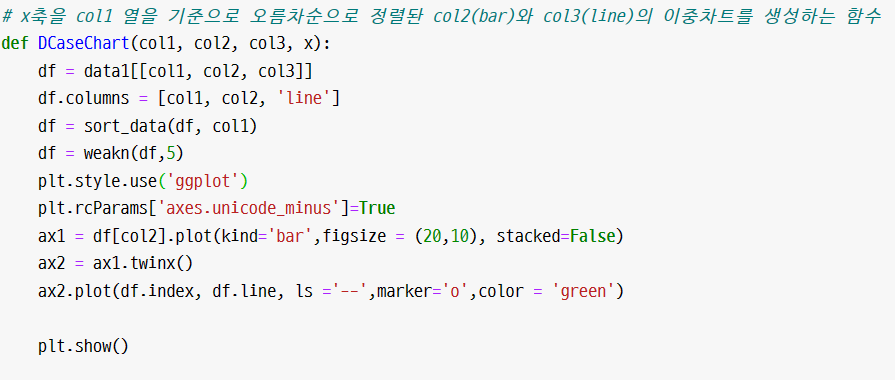 # x축을 col1 열을 기준으로 오름차순으로 정렬돤 col2(bar)와 col3(line)의 이중차트를 생성하는 함수
def DCaseChart(col1, col2, col3, x):
    df = data1[[col1, col2, col3]]
    df.columns = [col1, col2, 'line']
    df = sort_data(df, col1)
    df = weakn(df,5)
    plt.style.use('ggplot')
    plt.rcParams['axes.unicode_minus']=True
    ax1 = df[col2].plot(kind='bar',figsize = (20,10), stacked=False)
    ax2 = ax1.twinx()
    ax2.plot(df.index, df.line, ls ='--',marker='o',color = 'green')
    plt.show()